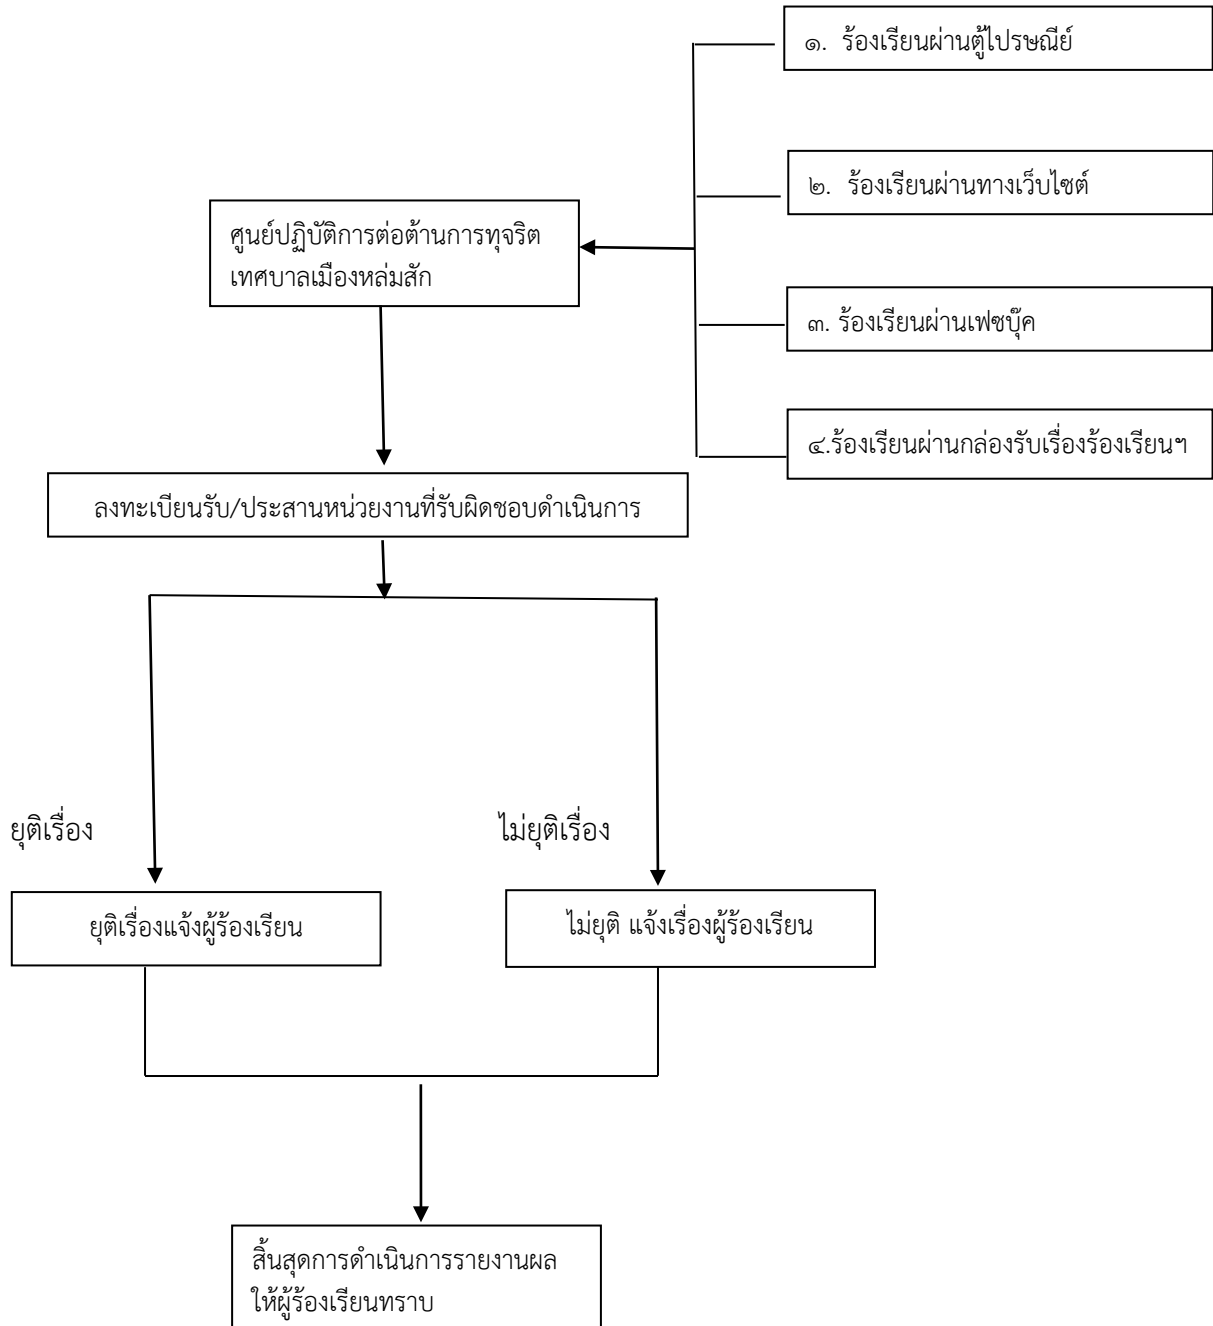 ๑. ร้องเรียนผ่านตู้ไปรษณีย์
๒. ร้องเรียนผ่านทางเว็บไซต์
ศูนย์ปฏิบัติการต่อต้านการทุจริต
เทศบาลเมืองหล่มสัก
๓. ร้องเรียนผ่านเฟซบุ๊ค
๔.ร้องเรียนผ่านกล่องรับเรื่องร้องเรียนฯ
ลงทะเบียนรับ/ประสานหน่วยงานที่รับผิดชอบดำเนินการ
ยุติเรื่อง
ไม่ยุติเรื่อง
ยุติเรื่องแจ้งผู้ร้องเรียน
ไม่ยุติ แจ้งเรื่องผู้ร้องเรียน
สิ้นสุดการดำเนินการรายงานผล
ให้ผู้ร้องเรียนทราบ